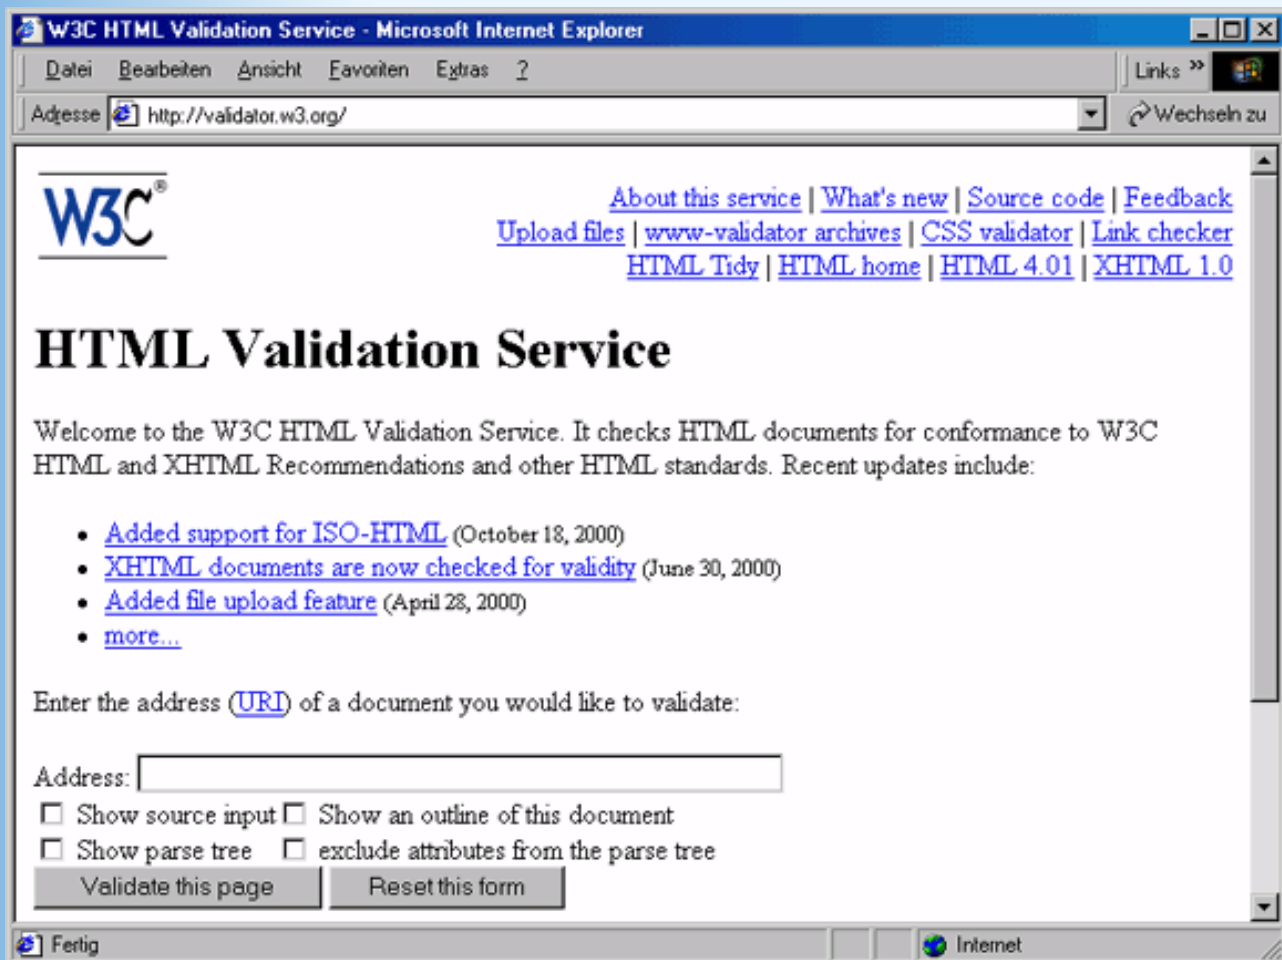 W3C HTML Validation Service - Microsoft Internet Explorer
Datei Bearbeiten Ansicht Favoriten Extras ? Links »
Adresse http://validator.w3.org/ Wechseln zu
W3C®
About this service | What's new | Source code | Feedback
Upload files | www-validator archives | CSS validator | Link checker
HTML Tidy | HTML home | HTML 4.01 | XHTML 1.0
HTML Validation Service
Welcome to the W3C HTML Validation Service. It checks HTML documents for conformance to W3C
HTML and XHTML Recommendations and other HTML standards. Recent updates include:
• Added support for ISO-HTML (October 18, 2000)
• XHTML documents are now checked for validity (June 30, 2000)
• Added file upload feature (April 28, 2000)
• more...
Enter the address (URI) of a document you would like to validate:
Address:
Show source input Show an outline of this document
Show parse tree exclude attributes from the parse tree
Validate this page Reset this form
Fertig Internet